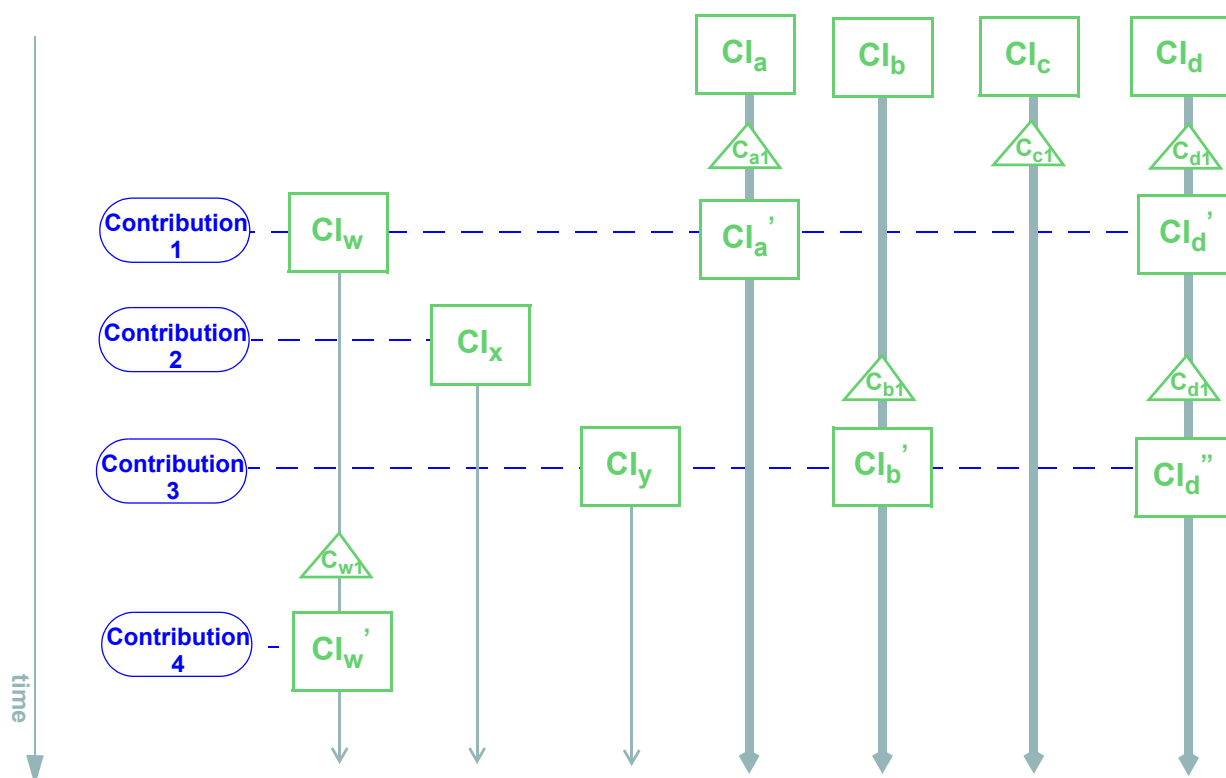 CIa CIb CIc CId
Ca1 Cc1 Cd1
Contribution
1
CIw CIa’ CId’
Contribution
2
CIx
Cb1 Cd1
Contribution
3
CIy CIb’ CId”
Cw1
Contribution
4
CIw’
time